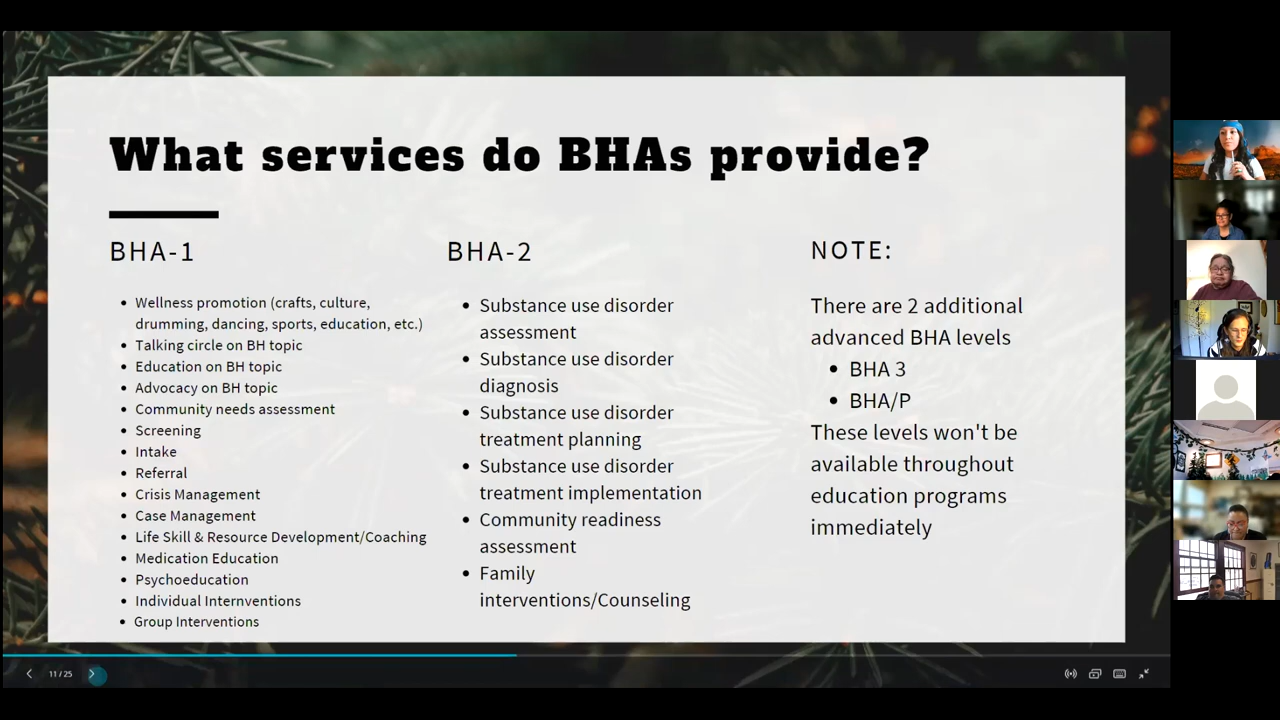 What services do BHAs provide?
BHA-1
Wellness promotion (crafts, culture,
drumming, dancing, sports, education, etc.)
Talking circle on BH topic
Education on BH topic
Advocacy on BH topic
Community needs assessment
Screening
Intake
Referral
Crisis Management
Case Management
Life Skill & Resource Development/Coaching
Medication Education
Psychoeducation
Individual Internventions
Group Interventions
BHA-2
Substance use disorder
assessment
Substance use disorder
diagnosis
Substance use disorder
treatment planning
Substance use disorder
treatment implementation
Community readiness
assessment
Family
interventions/Counseling
NOTE:
There are 2 additional
advanced BHA levels
BHA 3
BHA/P
These levels won't be
available throughout
education programs
immediately
11 / 25